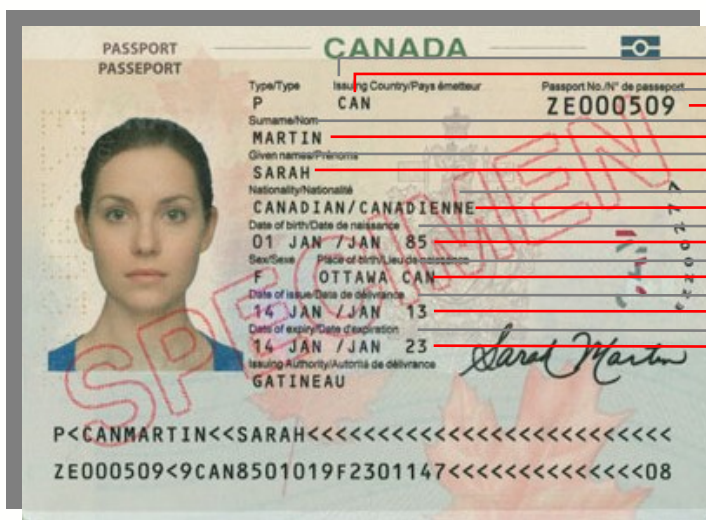 PASSPORT
PASSEPORT
CANADA
Type/Type Issuing Country/Pays émetteur Passport No./N° de passeport
P CAN ZE000509
Surname/Nom
MARTIN
Given names/Prénoms
SARAH
Nationality/Nationalité
CANADIAN/CANADIENNE
Date of birth/Date de naissance
01 JAN /JAN 85
Sex/Sexe Place of birth/Lieu de naissance
F OTTAWA CAN
Date of issue/Date de délivrance
14 JAN /JAN 13
Date of expiry/Date d'expiration
14 JAN /JAN 23
Issuing Authority/Autorité de délivrance
GATINEAU
Sarah Martin
SPECIMEN
P<CANMARTIN<<SARAH<<<<<<<<<<<<<<<<<<<<<<<<<<
ZE000509<9CAN8501019F2301147<<<<<<<<<<<<<<08